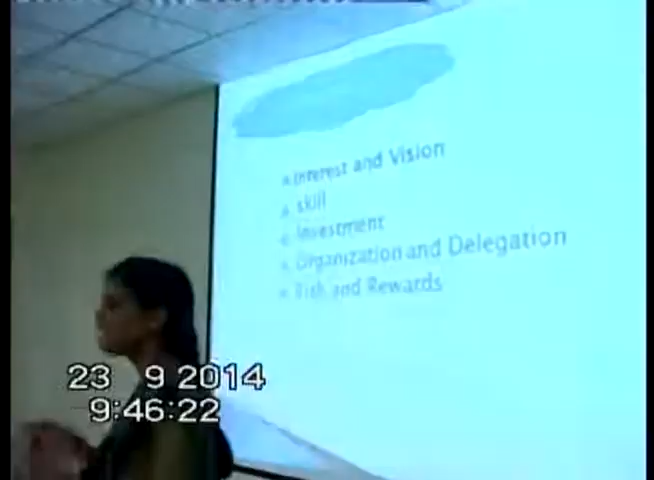 Interest and Vision
skill
Investment
Organization and Delegation
Risk and Rewards
23 9 2014
9:46:22